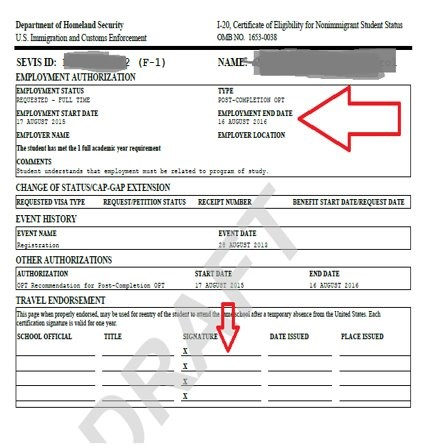 Department of Homeland Security
U.S. Immigration and Customs Enforcement
I-20, Certificate of Eligibility for Nonimmigrant Student Status
OMB NO. 1653-0038
SEVIS ID: (F-1)
NAME:
EMPLOYMENT AUTHORIZATION
EMPLOYMENT STATUS TYPE
REQUESTED - FULL TIME POST-COMPLETION OPT
EMPLOYMENT START DATE EMPLOYMENT END DATE
17 AUGUST 2015 16 AUGUST 2016
EMPLOYER NAME EMPLOYER LOCATION
The student has met the 1 full academic year requirement
COMMENTS
Student understands that employment must be related to program of study.
CHANGE OF STATUS/CAP-GAP EXTENSION
REQUESTED VISA TYPE REQUEST/PETITION STATUS RECEIPT NUMBER BENEFIT START DATE/REQUEST DATE
EVENT HISTORY
EVENT NAME EVENT DATE
Registration AUGUST 2013
OTHER AUTHORIZATIONS
AUTHORIZATION START DATE END DATE
OPT Recommendation for Post-Completion OPT 17 AUGUST 2015 16 AUGUST 2016
TRAVEL ENDORSEMENT
This page when properly endorsed, may be used for reentry of the student to attend the same school after a temporary absence from the United States. Each
certification signature is valid for one year.
SCHOOL OFFICIAL TITLE SIGNATURE DATE ISSUED PLACE ISSUED
X
X
X
X
DRAFT